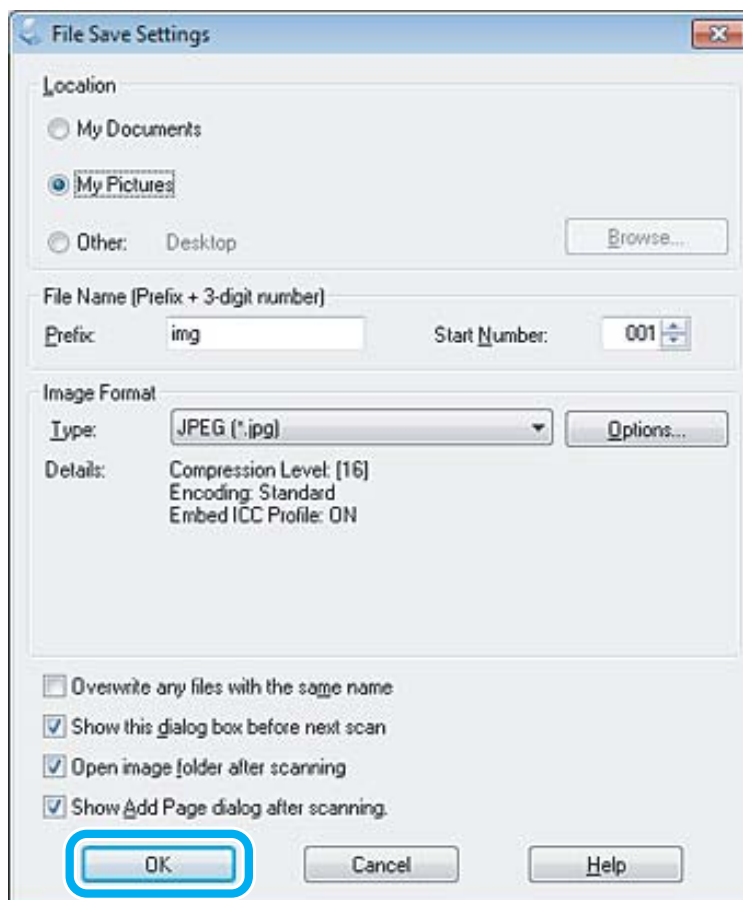 File Save Settings
Location
My Documents
My Pictures
Other: Desktop Browse...
File Name (Prefix + 3-digit number)
Prefix: img Start Number: 001
Image Format
Type: JPEG (*.jpg) Options...
Details: Compression Level: [16]
Encoding: Standard
Embed ICC Profile: ON
Overwrite any files with the same name
Show this dialog box before next scan
Open image folder after scanning
Show Add Page dialog after scanning.
OK Cancel Help